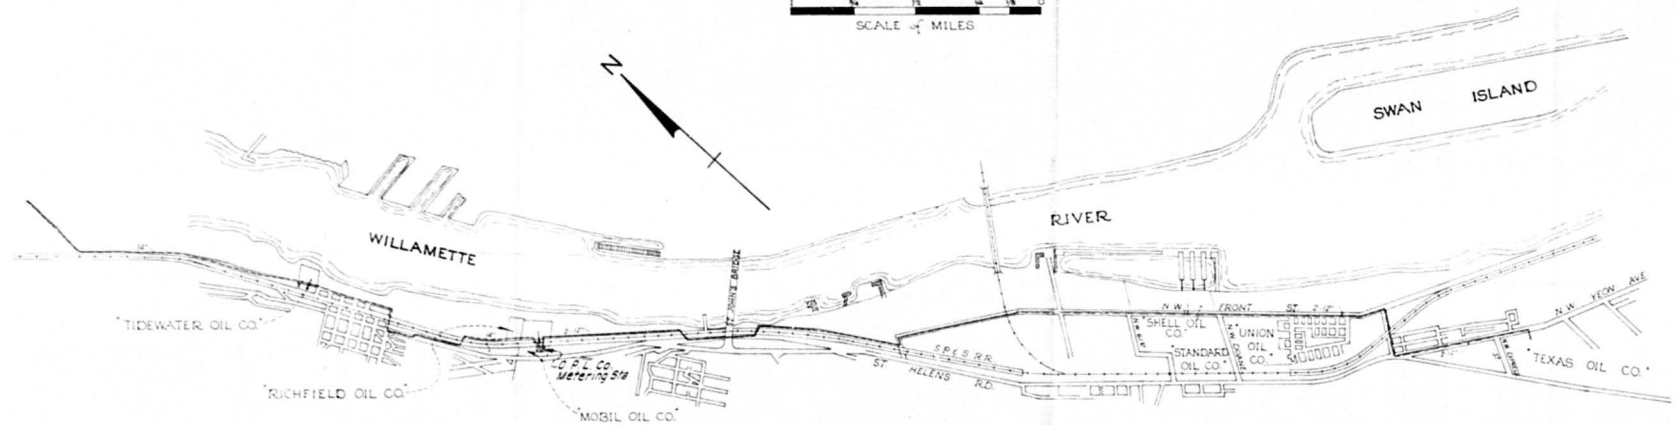 SCALE of MILES
N
SWAN ISLAND
WILLAMETTE
RIVER
14"
ST. JOHNS BRIDGE
"TIDEWATER OIL CO."
"RICHFIELD OIL CO."
O.P.L. Co.
Metering Sta
"MOBIL OIL CO."
S.P.&S. R.R.
ST HELENS RD.
N.W. FRONT ST.
"SHELL OIL
CO."
"STANDARD
OIL CO."
"UNION
OIL
CO."
N.W. YEON AVE
"TEXAS OIL CO."